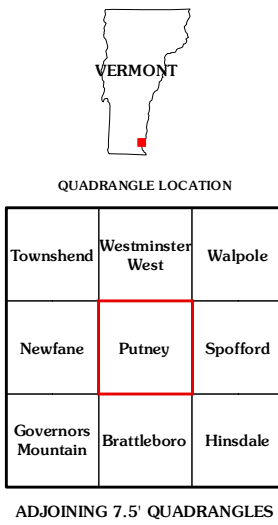 VERMONT
QUADRANGLE LOCATION
Townshend
Westminster
West
Walpole
Newfane
Putney
Spofford
Governors
Mountain
Brattleboro
Hinsdale
ADJOINING 7.5' QUADRANGLES